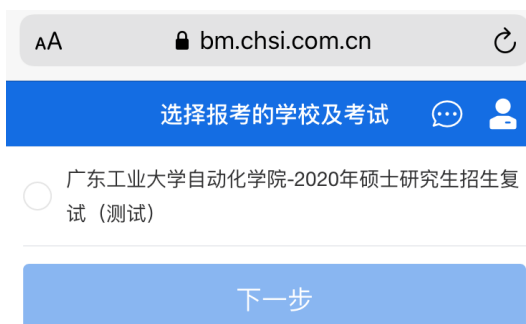 AA bm.chsi.com.cn
选择报考的学校及考试
广东工业大学自动化学院-2020年硕士研究生招生复
试（测试）
下一步